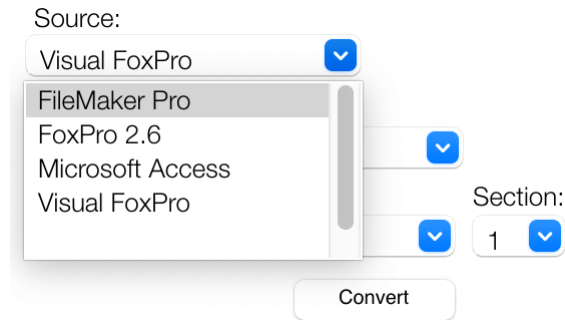 Source:
Visual FoxPro
FileMaker Pro
FoxPro 2.6
Microsoft Access
Visual FoxPro
Section:
1
Convert